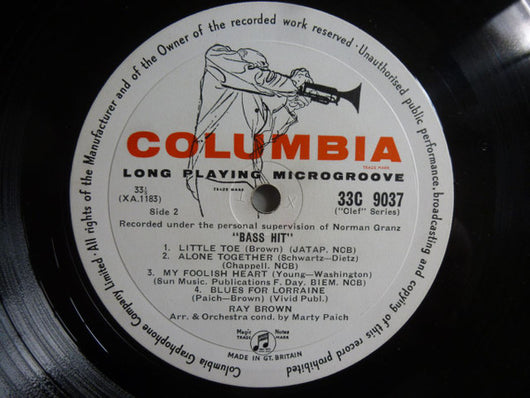 · All rights of the Manufacturer and of the Owner of the recorded work reserved · Unauthorised public performance, broadcasting and copying of this record prohibited
Columbia Graphophone Company Limited ·
COLUMBIA
TRADE MARK
LONG PLAYING MICROGROOVE
TRADE MARK
33⅓
(XA.1183)
33C 9037
Side 2
("Clef" Series)
Recorded under the personal supervision of Norman Granz
"BASS HIT"
1. LITTLE TOE (Brown) (JATAP. NCB)
2. ALONE TOGETHER (Schwartz—Dietz)
(Chappell. NCB)
3. MY FOOLISH HEART (Young—Washington)
(Sun Music. Publications F. Day. BIEM. NCB)
4. BLUES FOR LORRAINE
(Paich—Brown) (Vivid Publ.)
RAY BROWN
Arr. & Orchestra cond. by Marty Paich
Magic Notes
TRADE MARK
MADE IN GT. BRITAIN